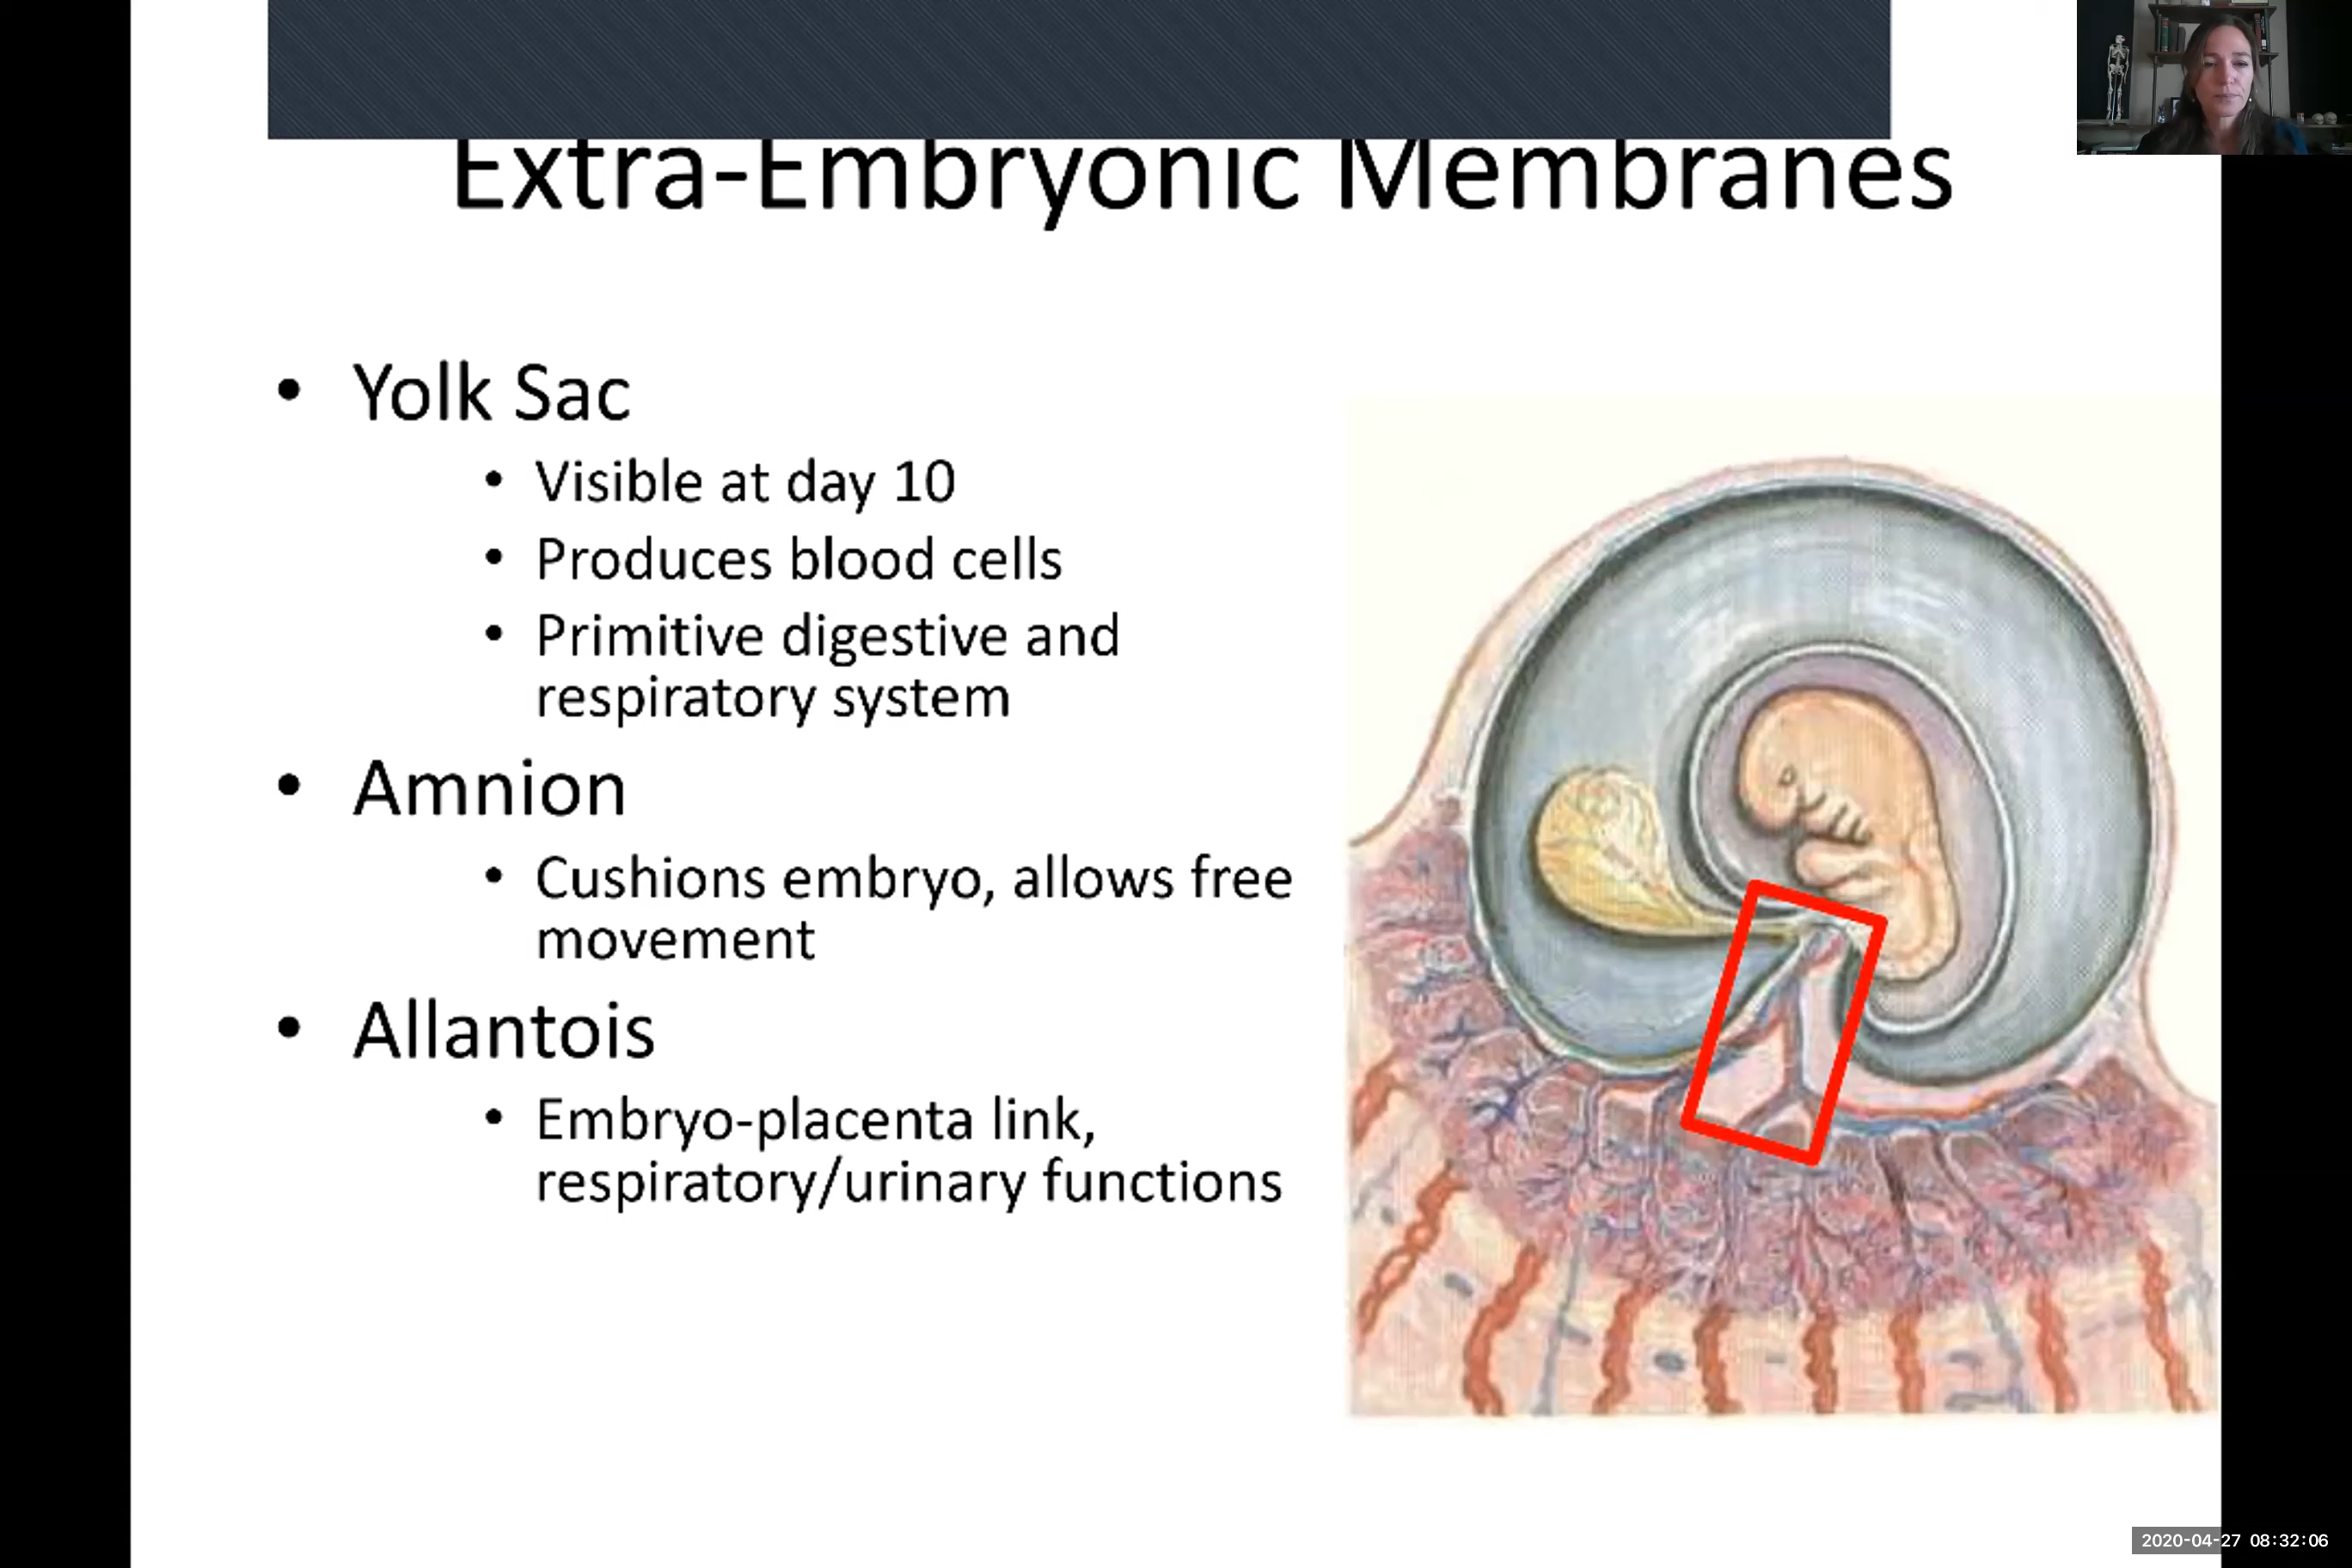 Extra-Embryonic Membranes
• Yolk Sac
• Visible at day 10
• Produces blood cells
• Primitive digestive and
respiratory system
• Amnion
• Cushions embryo, allows free
movement
• Allantois
• Embryo-placenta link,
respiratory/urinary functions
2020-04-27 08:32:06